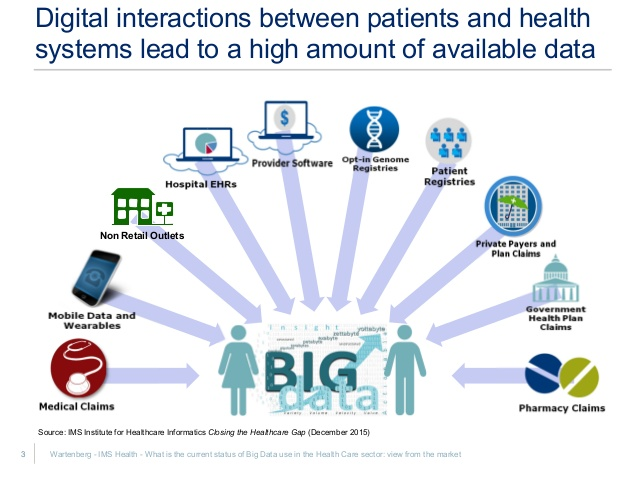 Digital interactions between patients and health
systems lead to a high amount of available data
Hospital EHRs
$
Provider Software
Opt-in Genome
Registries
Patient
Registries
Non Retail Outlets
Private Payers and
Plan Claims
Mobile Data and
Wearables
Government
Health Plan
Claims
Medical Claims
Pharmacy Claims
Insight
yottabyte
petabyte
exabyte
BIG
data
Source: IMS Institute for Healthcare Informatics Closing the Healthcare Gap (December 2015)
3
Wartenberg - IMS Health - What is the current status of Big Data use in the Health Care sector: view from the market